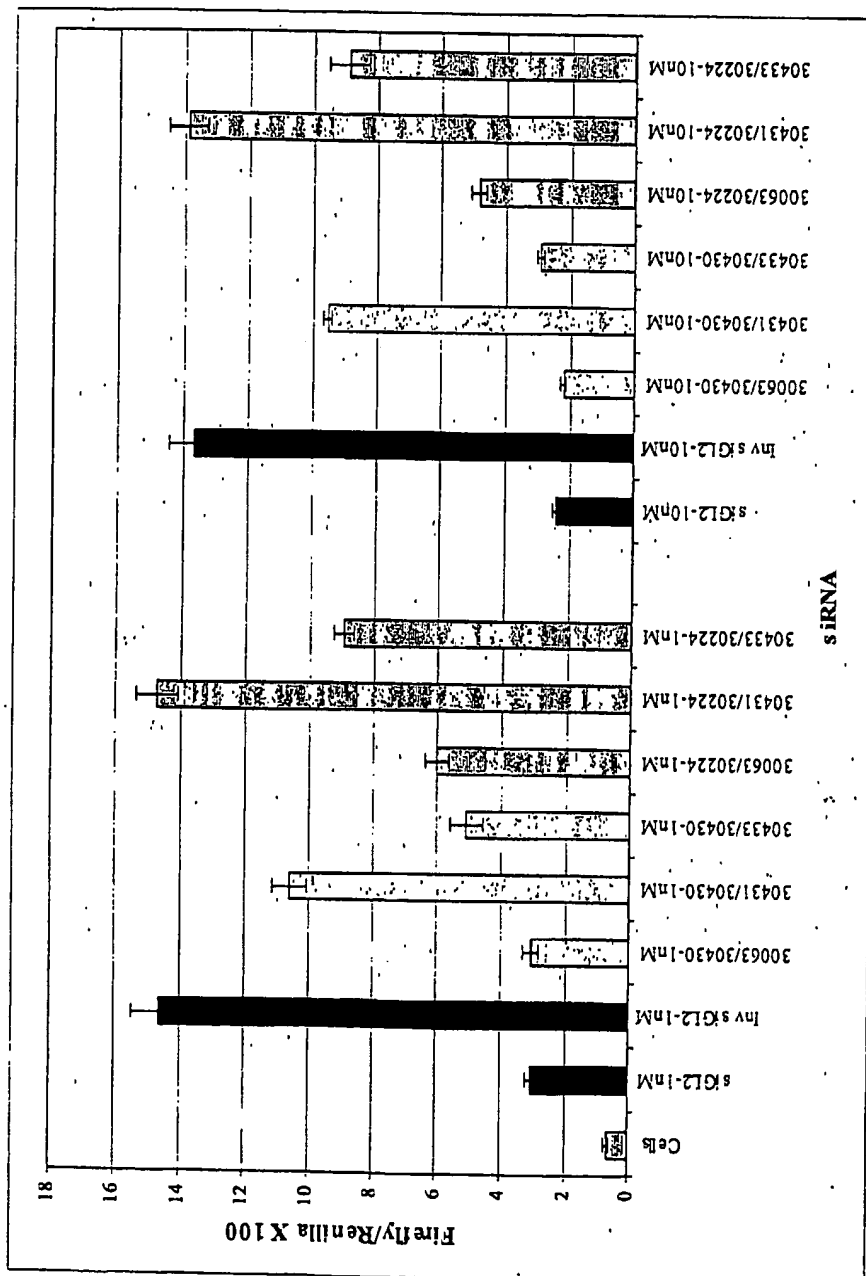 Firefly/Renilla X 100
18
16
14
12
10
8
6
4
2
0
Cells
siGL2-1nM
Inv siGL2-1nM
30063/30430-1nM
30431/30430-1nM
30433/30430-1nM
30063/30224-1nM
30431/30224-1nM
30433/30224-1nM
siGL2-10nM
Inv siGL2-10nM
30063/30430-10nM
30431/30430-10nM
30433/30430-10nM
30063/30224-10nM
30431/30224-10nM
30433/30224-10nM
siRNA